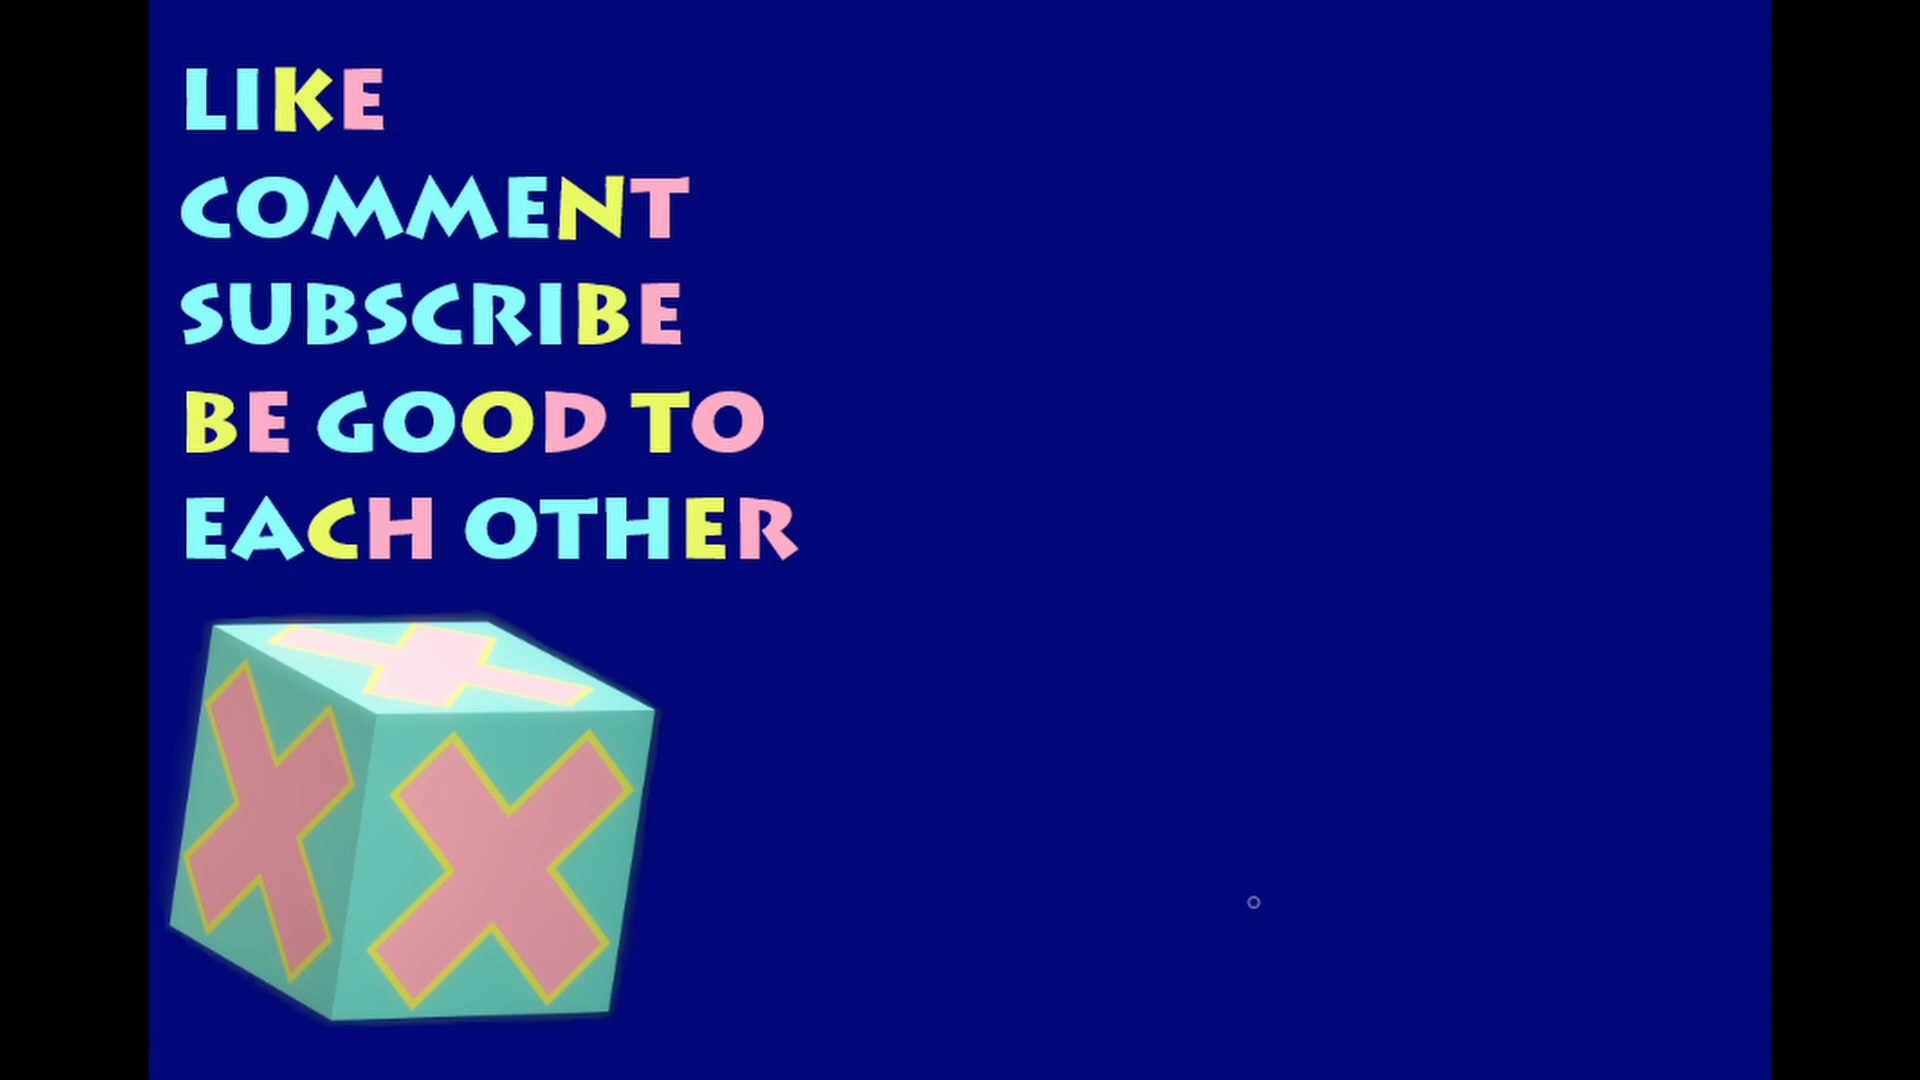 LIKE
COMMENT
SUBSCRIBE
BE GOOD TO
EACH OTHER
X
X
X